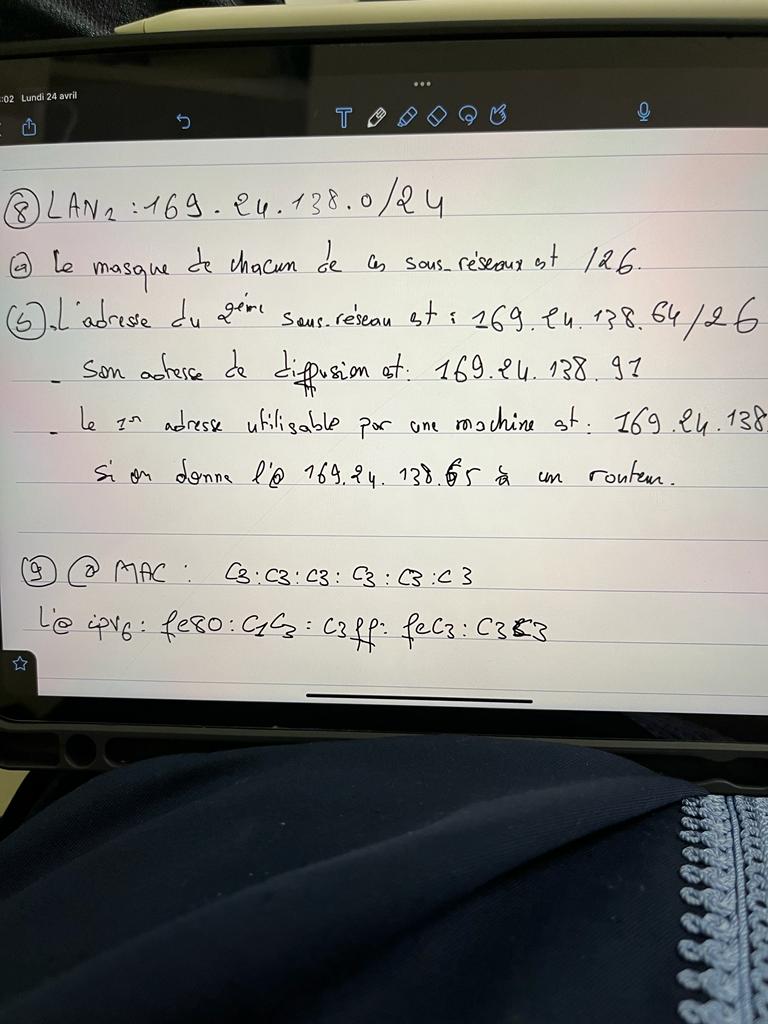 :02 Lundi 24 avril
T
⑧ LAN2 : 169.24.138.0/24
ⓐ Le masque de chacun de ces sous-réseaux est /26.
ⓑ. L'adresse du 2ème sous-réseau est : 169.24.138.64/26
- Son adresse de diffusion est: 169.24.138.91
- Le 1er adresse utilisable par une machine est : 169.24.138.
si on donne l'@ 169.24.138.65 à un routeur.
⑨ @ MAC : C3:C3:C3:C3:C3:C3
L'@ ipv6: fe80:C1C3:C3ff:feC3:C3C3